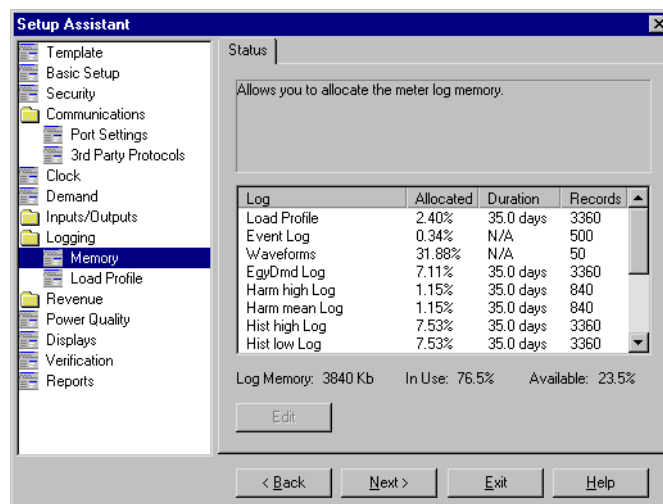 Setup Assistant
Template
Basic Setup
Security
Communications
Port Settings
3rd Party Protocols
Clock
Demand
Inputs/Outputs
Logging
Memory
Load Profile
Revenue
Power Quality
Displays
Verification
Reports
Status
Allows you to allocate the meter log memory.
Log Allocated Duration Records
Load Profile 2.40% 35.0 days 3360
Event Log 0.34% N/A 500
Waveforms 31.88% N/A 50
EgyDmd Log 7.11% 35.0 days 3360
Harm high Log 1.15% 35.0 days 840
Harm mean Log 1.15% 35.0 days 840
Hist high Log 7.53% 35.0 days 3360
Hist low Log 7.53% 35.0 days 3360
Log Memory: 3840 Kb In Use: 76.5% Available: 23.5%
Edit
< Back Next > Exit Help